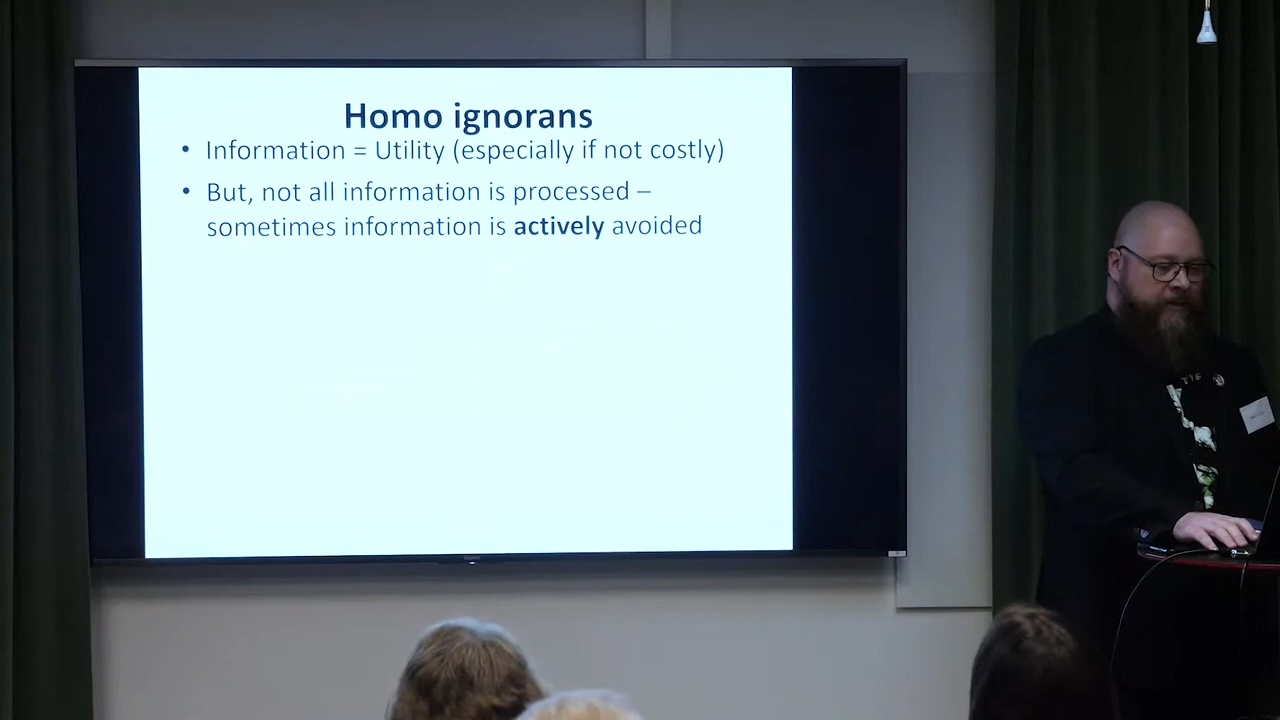 Homo ignorans
• Information = Utility (especially if not costly)
• But, not all information is processed –
sometimes information is actively avoided